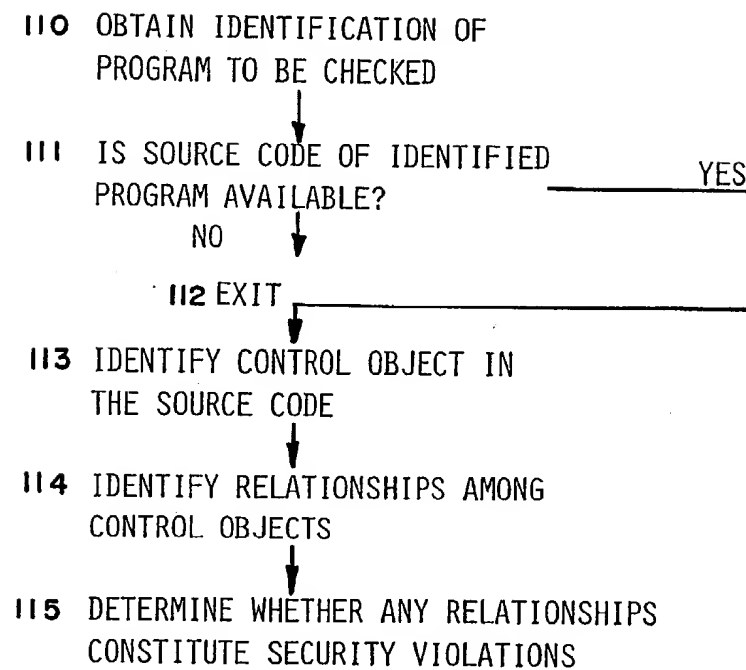 110 OBTAIN IDENTIFICATION OF
PROGRAM TO BE CHECKED
111 IS SOURCE CODE OF IDENTIFIED
YES
PROGRAM AVAILABLE?
NO
112 EXIT
113 IDENTIFY CONTROL OBJECT IN
THE SOURCE CODE
114 IDENTIFY RELATIONSHIPS AMONG
CONTROL OBJECTS
115 DETERMINE WHETHER ANY RELATIONSHIPS
CONSTITUTE SECURITY VIOLATIONS